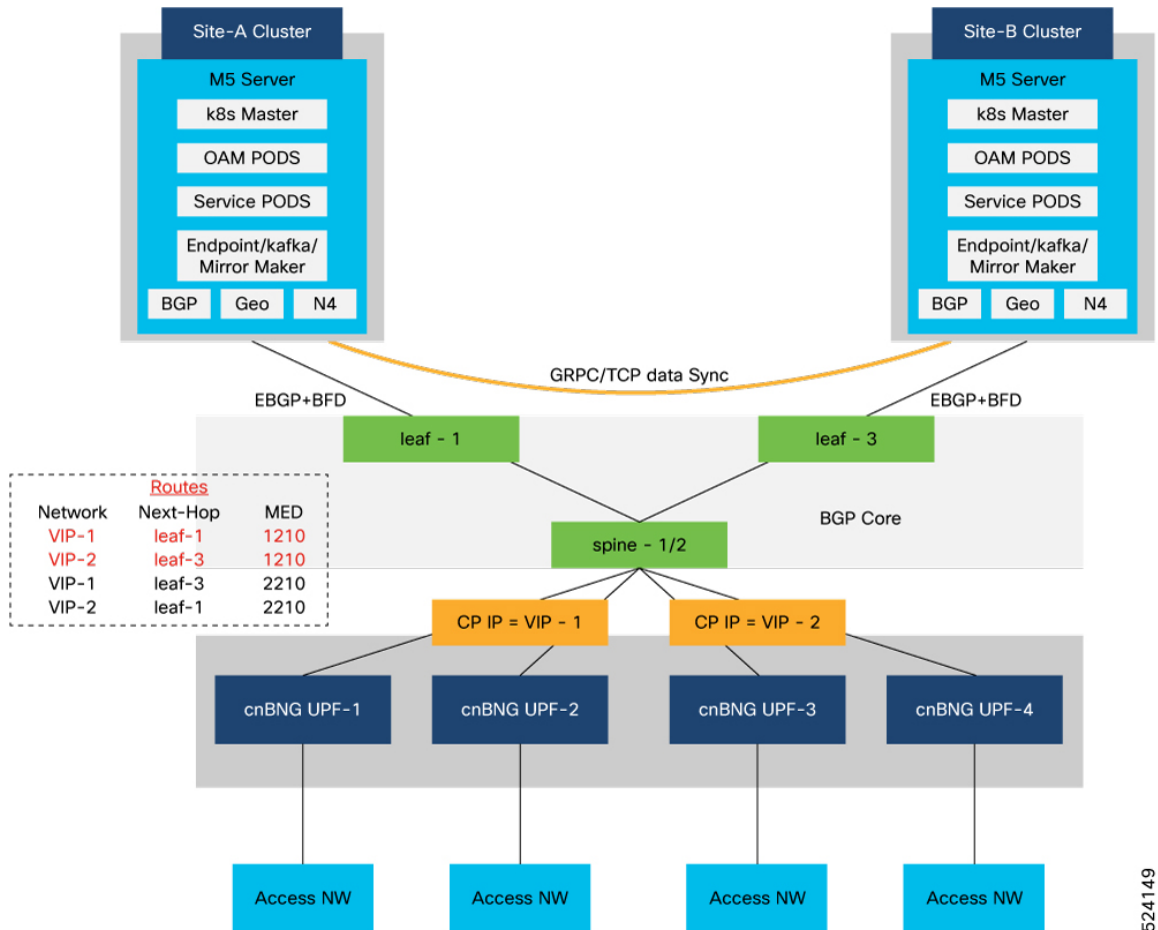 Site-A Cluster
Site-B Cluster
M5 Server
k8s Master
OAM PODS
Service PODS
Endpoint/kafka/
Mirror Maker
BGP
Geo
N4
M5 Server
k8s Master
OAM PODS
Service PODS
Endpoint/kafka/
Mirror Maker
BGP
Geo
N4
GRPC/TCP data Sync
EBGP+BFD
EBGP+BFD
leaf - 1
leaf - 3
Routes
Network Next-Hop MED
VIP-1 leaf-1 1210
VIP-2 leaf-3 1210
VIP-1 leaf-3 2210
VIP-2 leaf-1 2210
BGP Core
spine - 1/2
CP IP = VIP - 1
CP IP = VIP - 2
cnBNG UPF-1
cnBNG UPF-2
cnBNG UPF-3
cnBNG UPF-4
Access NW
Access NW
Access NW
Access NW
524149